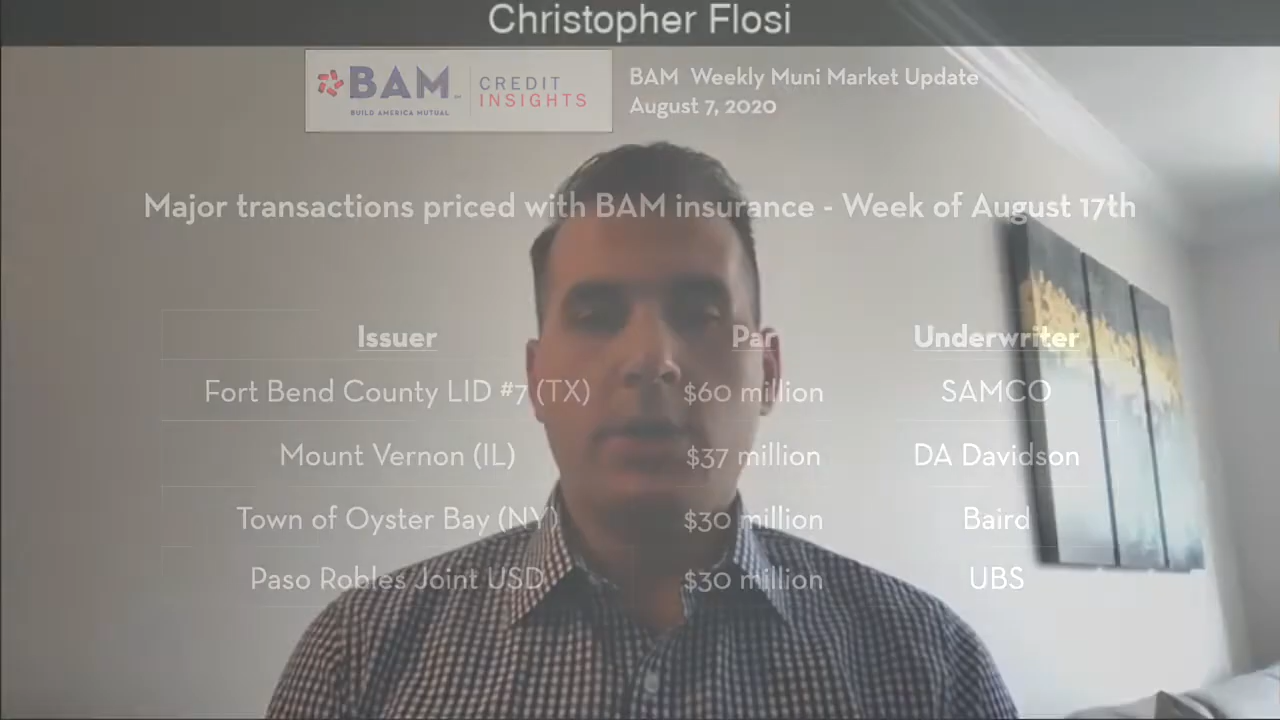 Christopher Flosi
BAM CREDIT INSIGHTS
BUILD AMERICA MUTUAL
BAM Weekly Muni Market Update
August 7, 2020
Major transactions priced with BAM insurance - Week of August 17th
Issuer Par Underwriter
Fort Bend County LID #7 (TX) $60 million SAMCO
Mount Vernon (IL) $37 million DA Davidson
Town of Oyster Bay (NY) $30 million Baird
Paso Robles Joint USD $30 million UBS